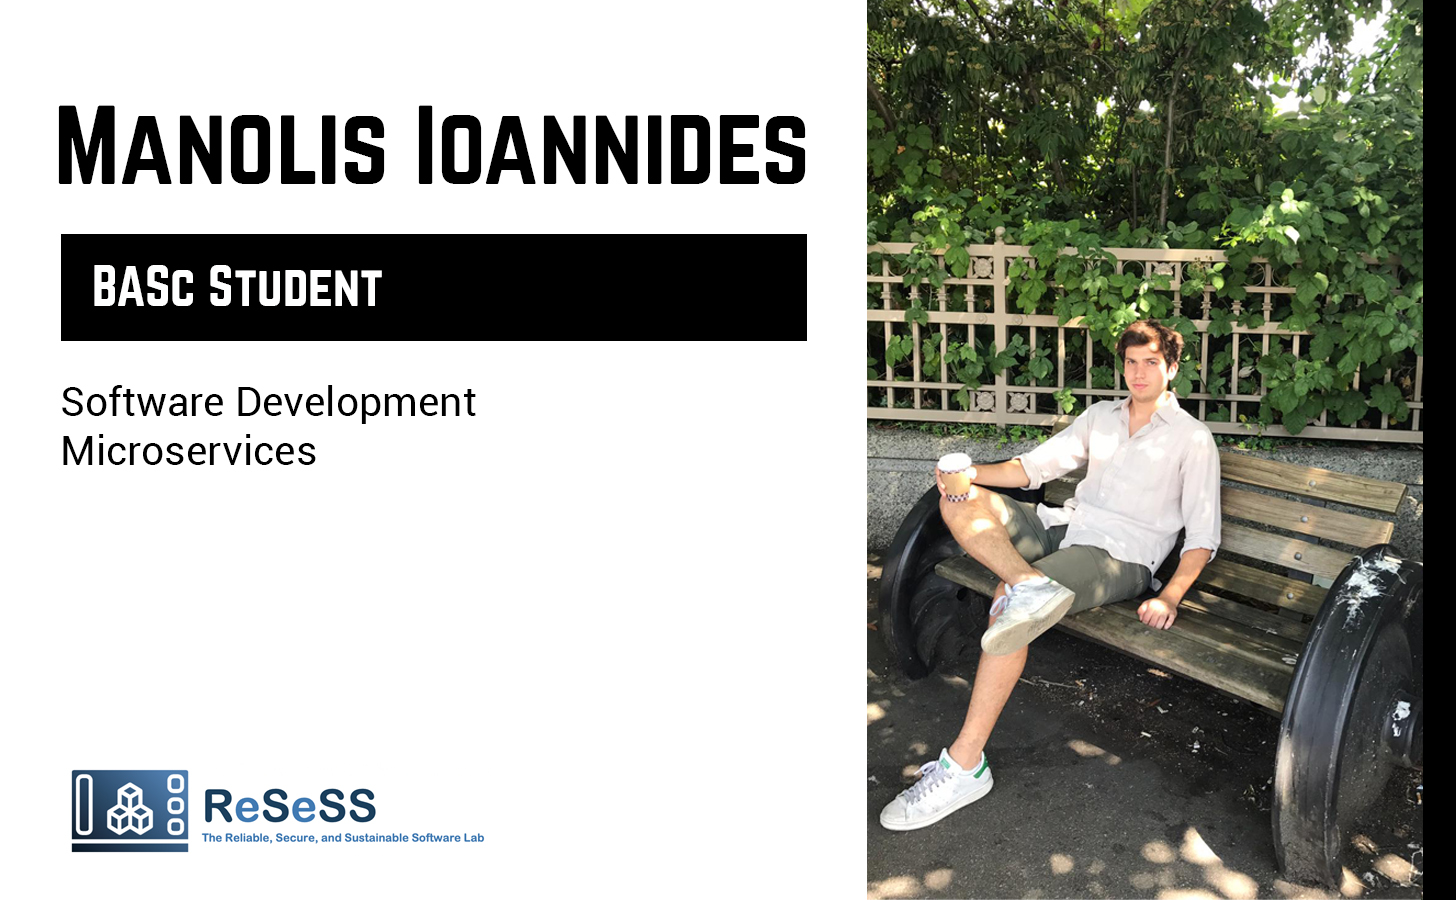 Manolis Ioannides
BASc Student
Software Development
Microservices
ReSeSS
The Reliable, Secure, and Sustainable Software Lab